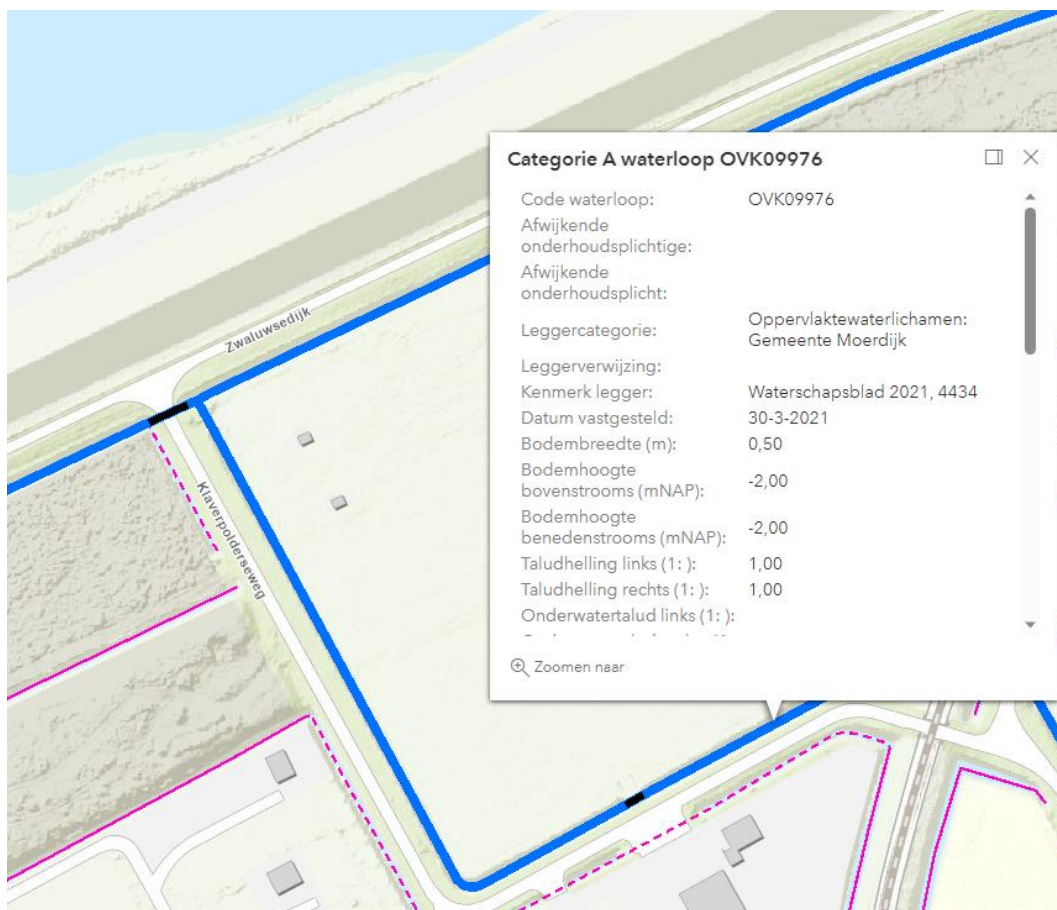 Categorie A waterloop OVK09976
Code waterloop: OVK09976
Afwijkende
onderhoudsplichtige:
Afwijkende
onderhoudsplicht:
Leggercategorie: Oppervlaktewaterlichamen:
Gemeente Moerdijk
Leggerverwijzing:
Kenmerk legger: Waterschapsblad 2021, 4434
Datum vastgesteld: 30-3-2021
Bodembreedte (m): 0,50
Bodemhoogte
bovenstrooms (mNAP): -2,00
Bodemhoogte
benedenstrooms (mNAP): -2,00
Taludhelling links (1: ): 1,00
Taludhelling rechts (1: ): 1,00
Onderwatertalud links (1: ):
Zoomen naar
Zwaluwsedijk
Klaverpolderseweg